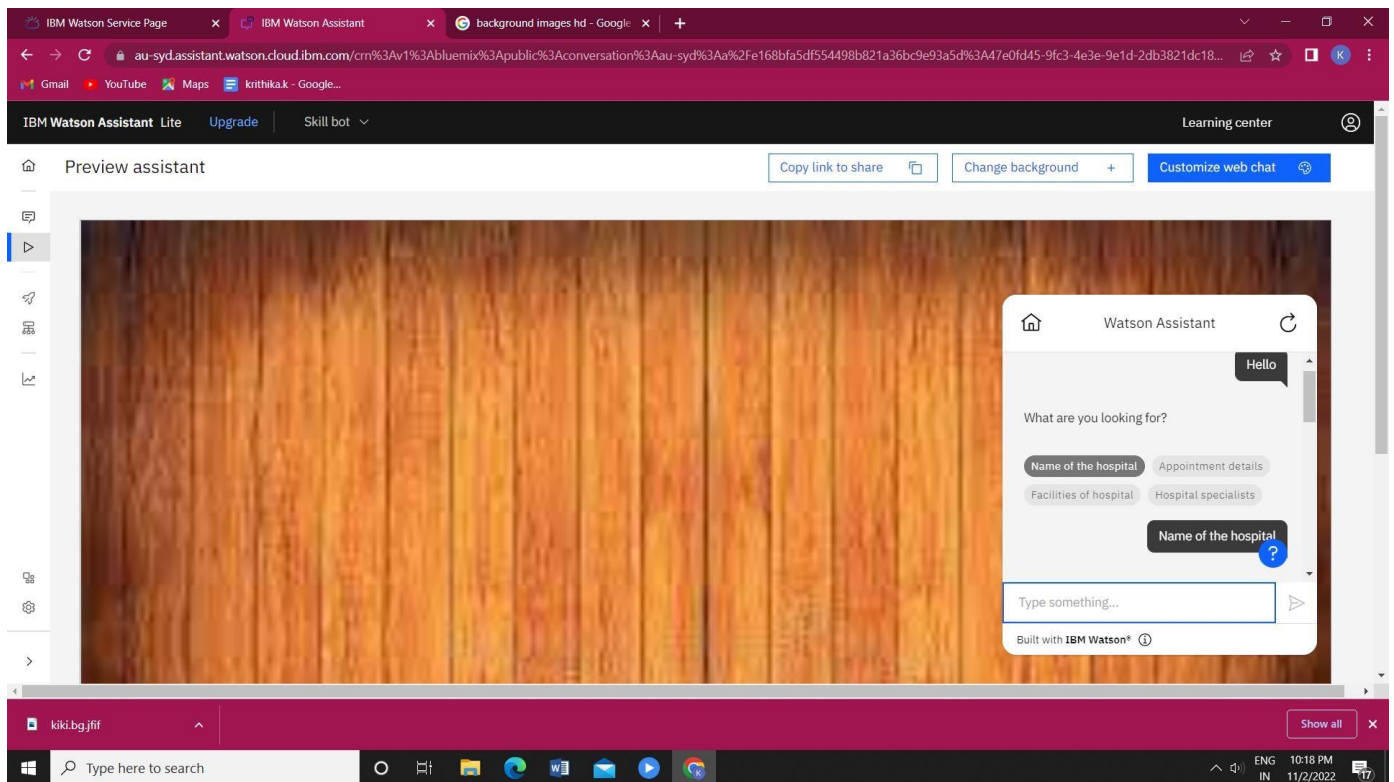 IBM Watson Service Page
IBM Watson Assistant
background images hd - Google
au-syd.assistant.watson.cloud.ibm.com/crn%3Av1%3Abluemix%3Apublic%3Aconversation%3Aau-syd%3Aa%2Fe168bfa5df554498b821a36bc9e93a5d%3A47e0fd45-9fc3-4e3e-9e1d-2db3821dc18...
K
Gmail
YouTube
Maps
krithika.k - Google...
IBM Watson Assistant Lite
Upgrade
Skill bot
Learning center
Preview assistant
Copy link to share
Change background +
Customize web chat
Watson Assistant
Hello
What are you looking for?
Name of the hospital
Appointment details
Facilities of hospital
Hospital specialists
Name of the hospital
?
Type something...
Built with IBM Watson®
kiki.bg.jfif
Show all
Type here to search
ENG
IN
10:18 PM
11/2/2022
17